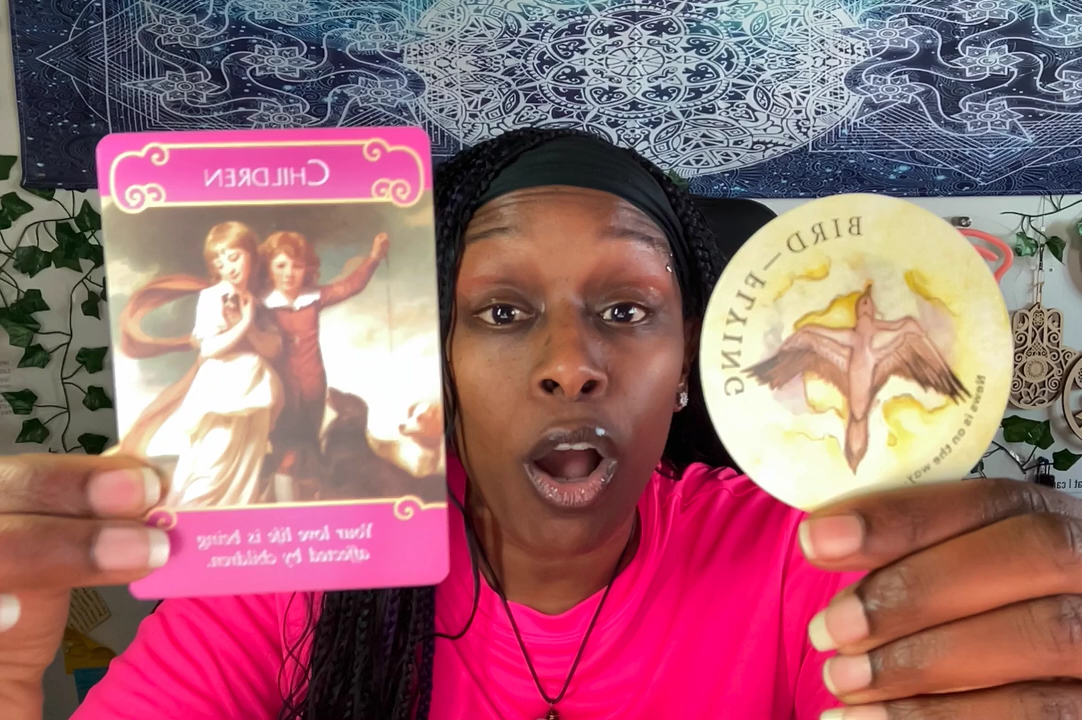 CHILDREN
Your love life is being
affected by children.
BIRD-FLYING
News is on the way